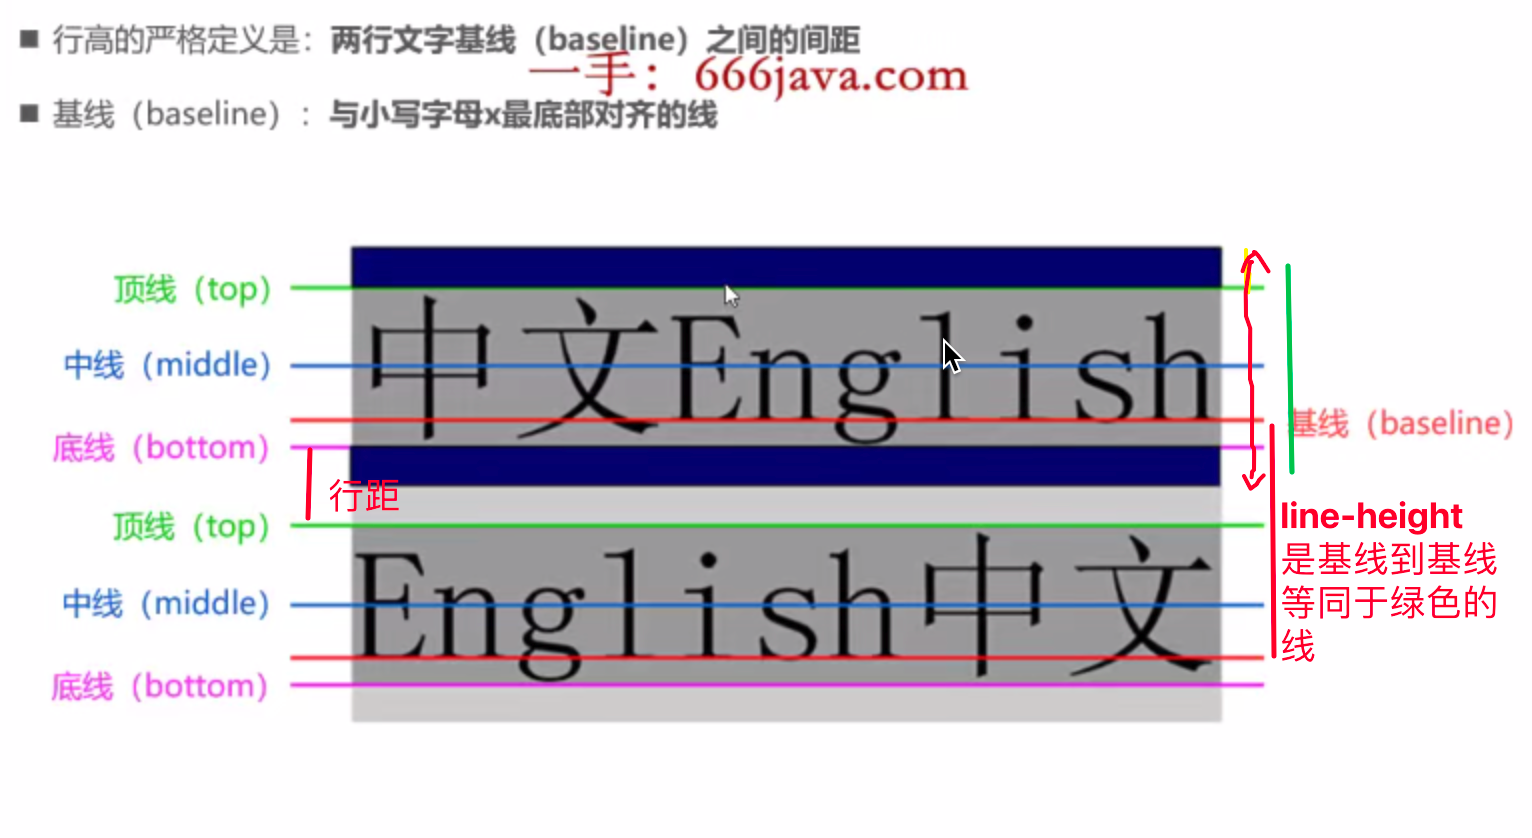 ■ 行高的严格定义是：两行文字基线（baseline）之间的间距
一手：666java.com
■ 基线（baseline）：与小写字母x最底部对齐的线
顶线（top）
中文English
中线（middle）
基线（baseline）
底线（bottom）
行距
line-height
是基线到基线
等同于绿色的
线
顶线（top）
English中文
中线（middle）
底线（bottom）